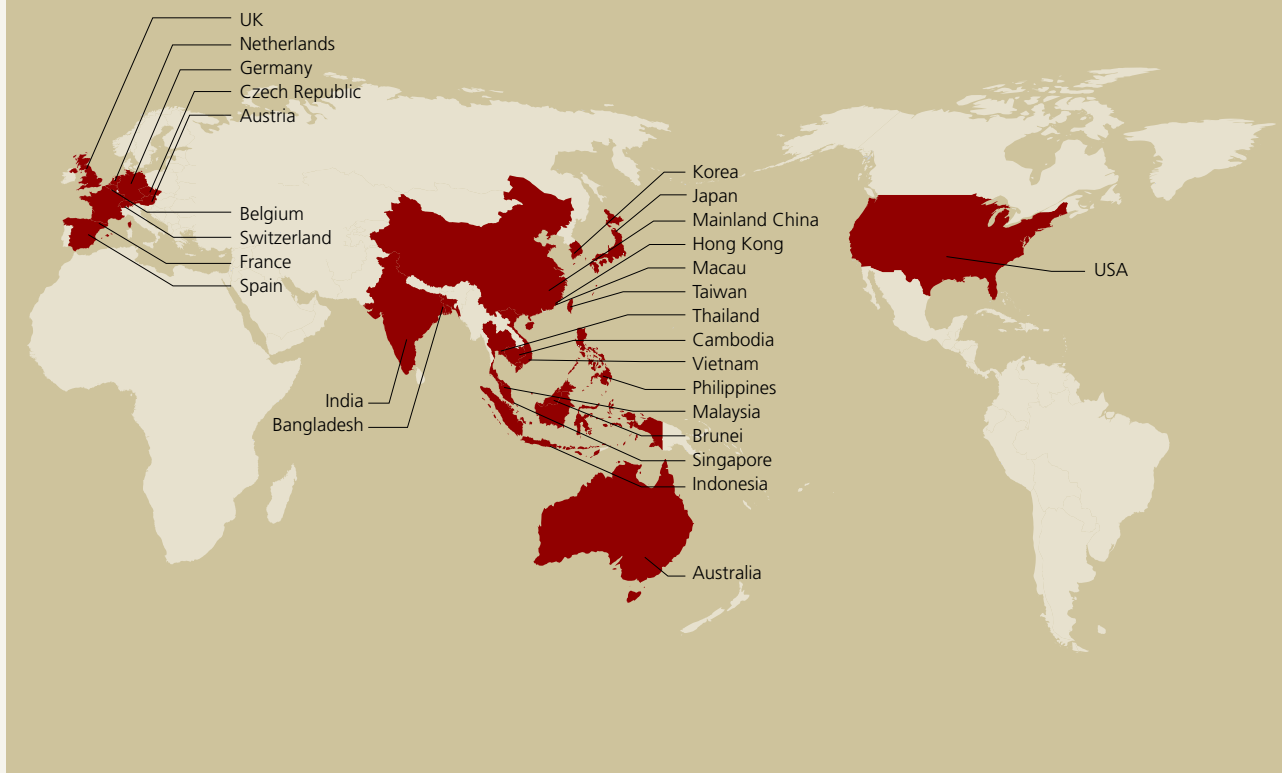 UK
Netherlands
Germany
Czech Republic
Austria
Belgium
Switzerland
France
Spain
India
Bangladesh
Korea
Japan
Mainland China
Hong Kong
Macau
Taiwan
Thailand
Cambodia
Vietnam
Philippines
Malaysia
Brunei
Singapore
Indonesia
Australia
USA